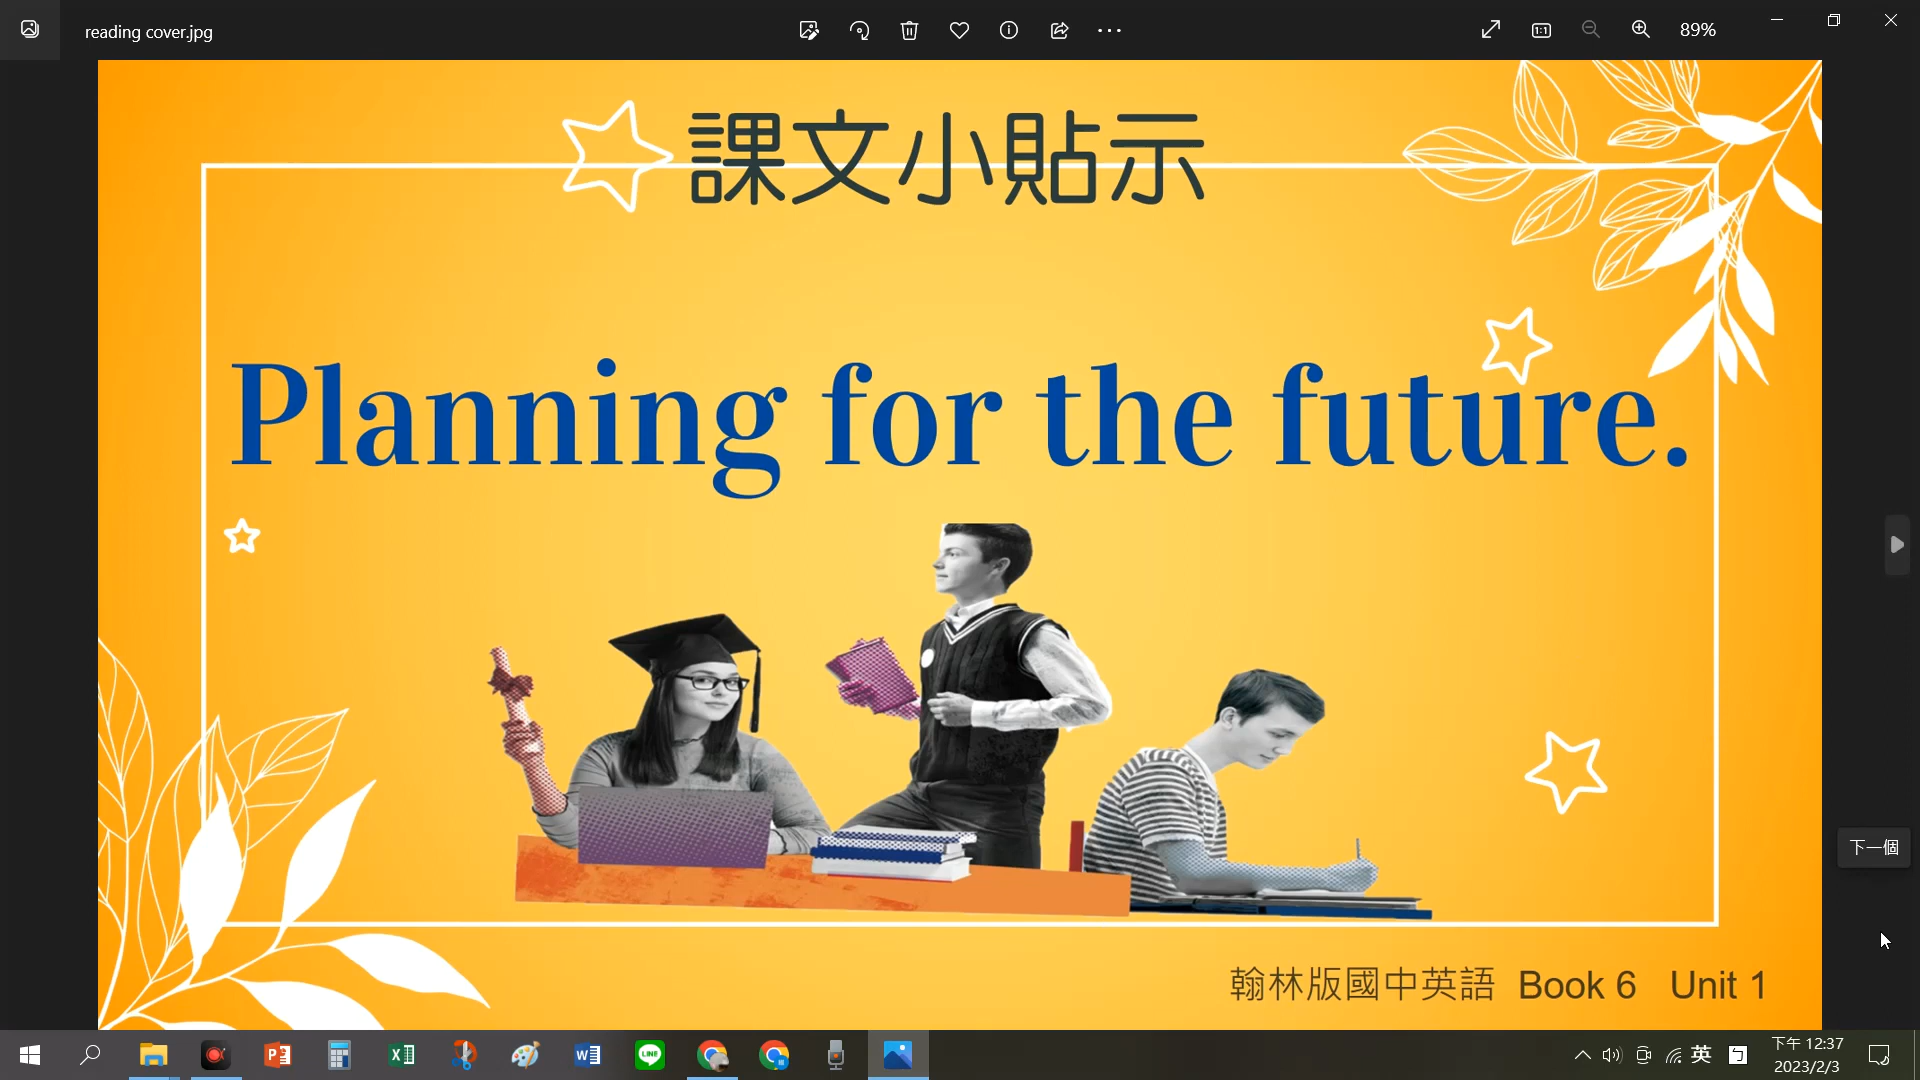 reading cover.jpg
89%
課文小貼示
Planning for the future.
下一個
翰林版國中英語 Book 6 Unit 1
英
下午 12:37
2023/2/3